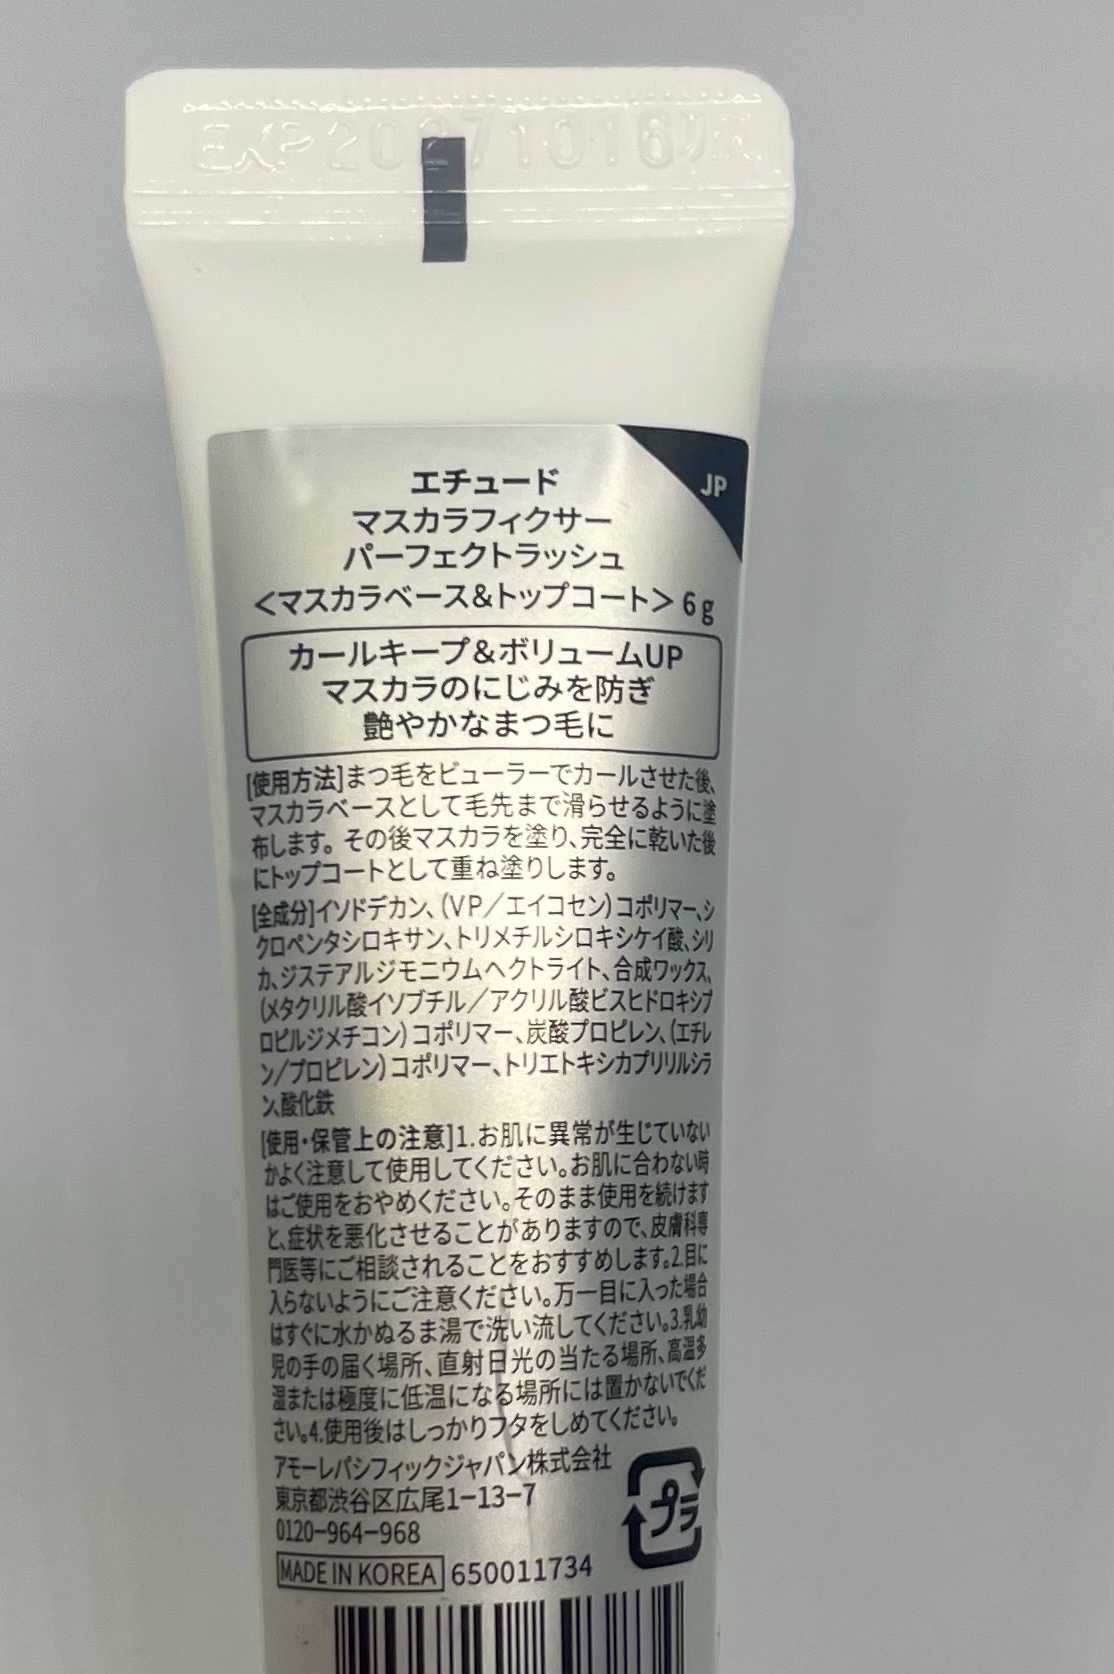 EXP 20271016
JP
エチュード
マスカラフィクサー
パーフェクトラッシュ
＜マスカラベース&トップコート＞ 6g
カールキープ&ボリュームUP
マスカラのにじみを防ぎ
艶やかなまつ毛に
[使用方法]まつ毛をビューラーでカールさせた後、
マスカラベースとして毛先まで滑らせるように塗
布します。その後マスカラを塗り、完全に乾いた後
にトップコートとして重ね塗りします。
[全成分]イソドデカン、(VP／エイコセン)コポリマー、シ
クロペンタシロキサン、トリメチルシロキシケイ酸、シリ
カ、ジステアルジモニウムヘクトライト、合成ワックス、
(メタクリル酸イソブチル／アクリル酸ビスヒドロキシプ
ロピルジメチコン)コポリマー、炭酸プロピレン、(エチレ
ン/プロピレン)コポリマー、トリエトキシカプリリルシラ
ン、酸化鉄
[使用・保管上の注意]1.お肌に異常が生じていない
かよく注意して使用してください。お肌に合わない時
はご使用をおやめください。そのまま使用を続けます
と、症状を悪化させることがありますので、皮膚科専
門医等にご相談されることをおすすめします。2.目に
入らないようにご注意ください。万一目に入った場合
はすぐに水かぬるま湯で洗い流してください。3.乳幼
児の手の届く場所、直射日光の当たる場所、高温多
湿または極度に低温になる場所には置かないでくだ
さい。4.使用後はしっかりフタをしめてください。
アモーレパシフィックジャパン株式会社
東京都渋谷区広尾1-13-7
0120-964-968
プラ
MADE IN KOREA 650011734